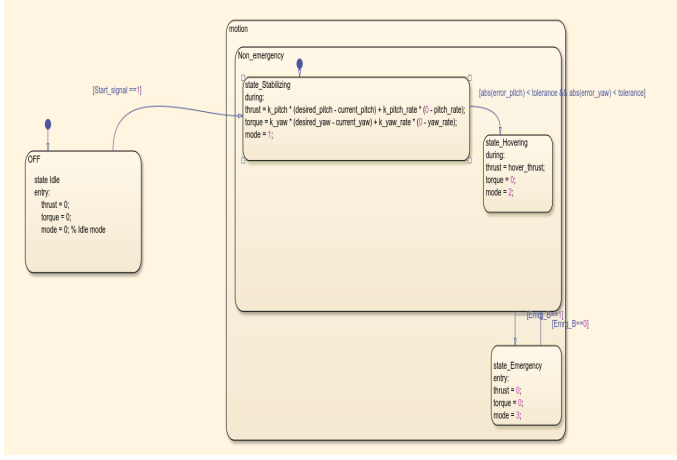 motion
Non_emergency
state_Stabilizing
during:
thrust = k_pitch * (desired_pitch - current_pitch) + k_pitch_rate * (0 - pitch_rate);
torque = k_yaw * (desired_yaw - current_yaw) + k_yaw_rate * (0 - yaw_rate);
mode = 1;
[Start_signal ==1]
[abs(error_pitch) < tolerance && abs(error_yaw) < tolerance]
state_Hovering
during:
thrust = hover_thrust;
torque = 0;
mode = 2;
OFF
state Idle
entry:
thrust = 0;
torque = 0;
mode = 0; % Idle mode
[Emrg_B==1]
[Emrg_B==0]
state_Emergency
entry:
thrust = 0;
torque = 0;
mode = 3;